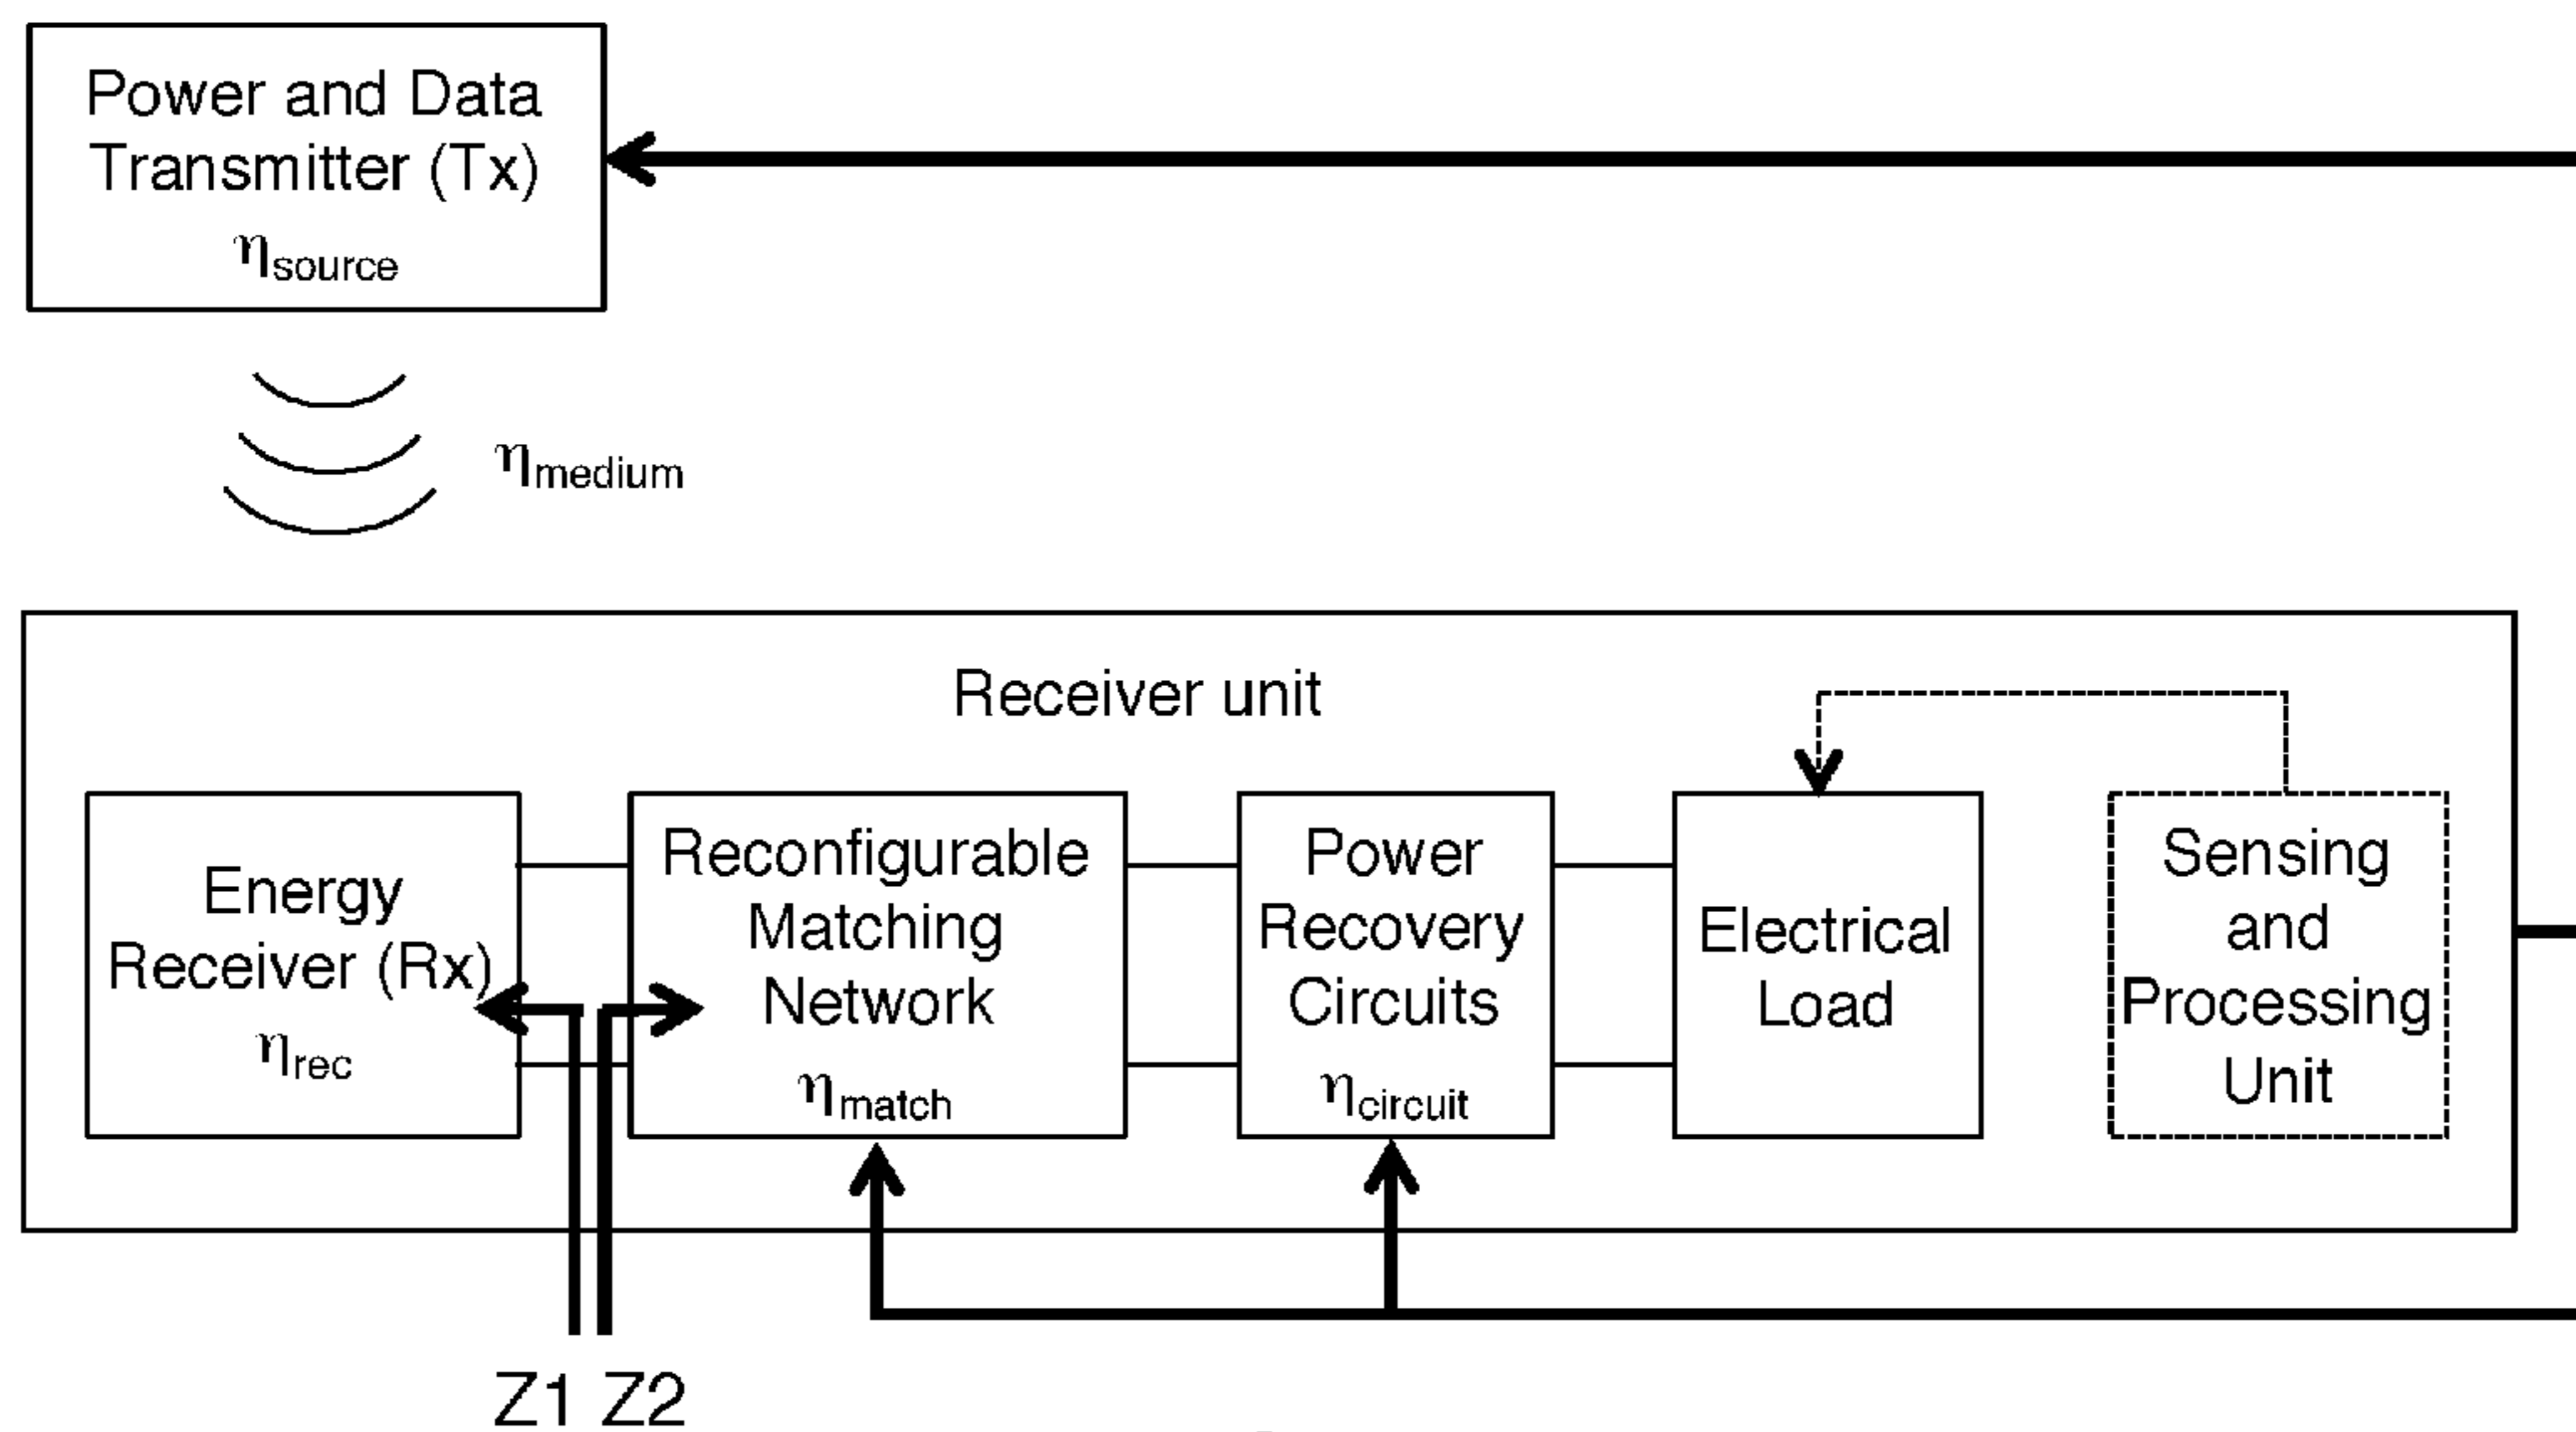 Power and Data
Transmitter (Tx)
ηsource
ηmedium
Receiver unit
Energy
Receiver (Rx)
ηrec
Reconfigurable
Matching
Network
ηmatch
Power
Recovery
Circuits
ηcircuit
Electrical
Load
Sensing
and
Processing
Unit
Z1 Z2